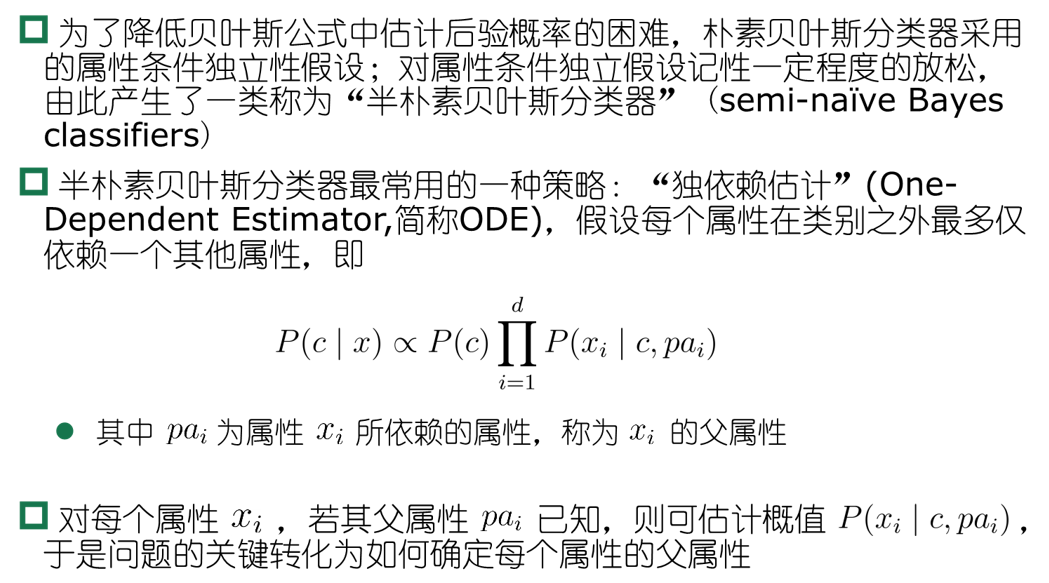 为了降低贝叶斯公式中估计后验概率的困难，朴素贝叶斯分类器采用
的属性条件独立性假设；对属性条件独立假设记性一定程度的放松，
由此产生了一类称为“半朴素贝叶斯分类器”（semi-naïve Bayes
classifiers）
半朴素贝叶斯分类器最常用的一种策略：“独依赖估计”(One-
Dependent Estimator,简称ODE)，假设每个属性在类别之外最多仅
依赖一个其他属性，即
P(c | x) ∝ P(c) ∏_{i=1}^{d} P(x_i | c, pa_i)
其中 pa_i 为属性 x_i 所依赖的属性，称为 x_i 的父属性
对每个属性 x_i ，若其父属性 pa_i 已知，则可估计概值 P(x_i | c, pa_i) ，
于是问题的关键转化为如何确定每个属性的父属性